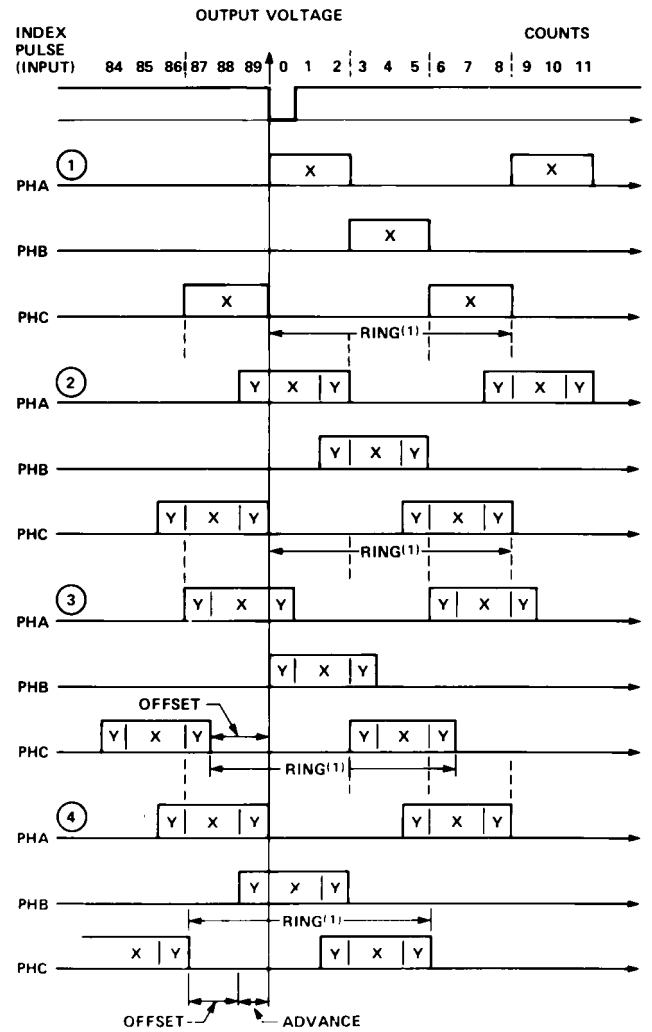 OUTPUT VOLTAGE
INDEX PULSE (INPUT)
COUNTS
84 85 86 87 88 89 0 1 2 3 4 5 6 7 8 9 10 11
1
PHA X X
PHB X
PHC X X
RING(1)
2
PHA Y X Y Y X Y
PHB Y X Y
PHC Y X Y Y X Y
RING(1)
3
PHA Y X Y Y X Y
PHB Y X Y
OFFSET
PHC Y X Y Y X Y
RING(1)
4
PHA Y X Y Y X Y
PHB Y X Y
RING(1)
PHC X Y Y X Y
OFFSET ADVANCE